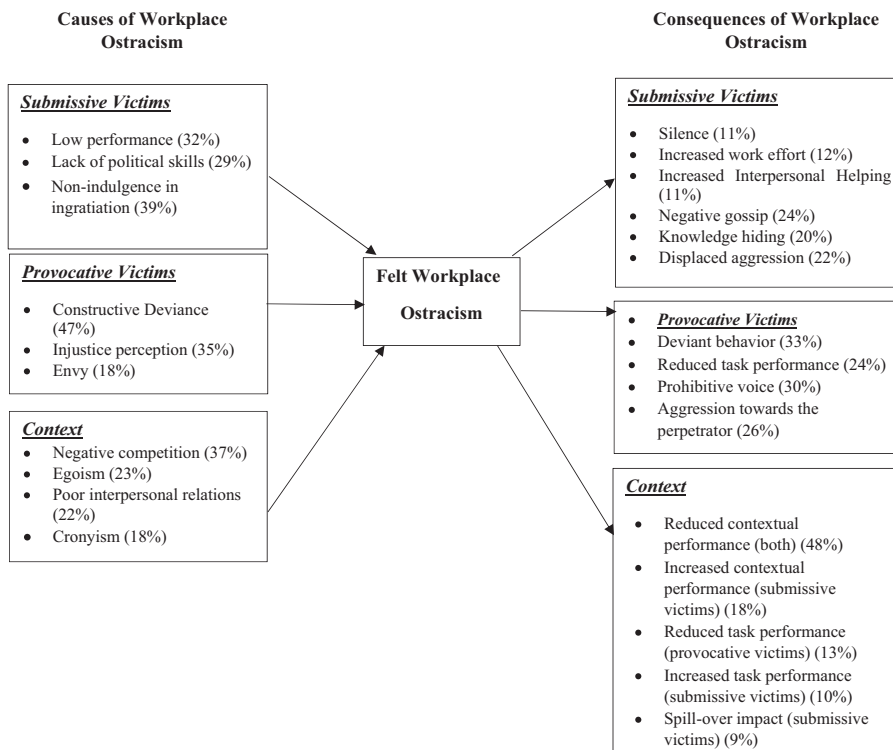 Causes of Workplace
Ostracism
Submissive Victims
• Low performance (32%)
• Lack of political skills (29%)
• Non-indulgence in
ingratiation (39%)
Provocative Victims
• Constructive Deviance
(47%)
• Injustice perception (35%)
• Envy (18%)
Context
• Negative competition (37%)
• Egoism (23%)
• Poor interpersonal relations
(22%)
• Cronyism (18%)
Felt Workplace
Ostracism
Consequences of Workplace
Ostracism
Submissive Victims
• Silence (11%)
• Increased work effort (12%)
• Increased Interpersonal Helping
(11%)
• Negative gossip (24%)
• Knowledge hiding (20%)
• Displaced aggression (22%)
• Provocative Victims
• Deviant behavior (33%)
• Reduced task performance (24%)
• Prohibitive voice (30%)
• Aggression towards the
perpetrator (26%)
Context
• Reduced contextual
performance (both) (48%)
• Increased contextual
performance (submissive
victims) (18%)
• Reduced task performance
(provocative victims) (13%)
• Increased task performance
(submissive victims) (10%)
• Spill-over impact (submissive
victims) (9%)